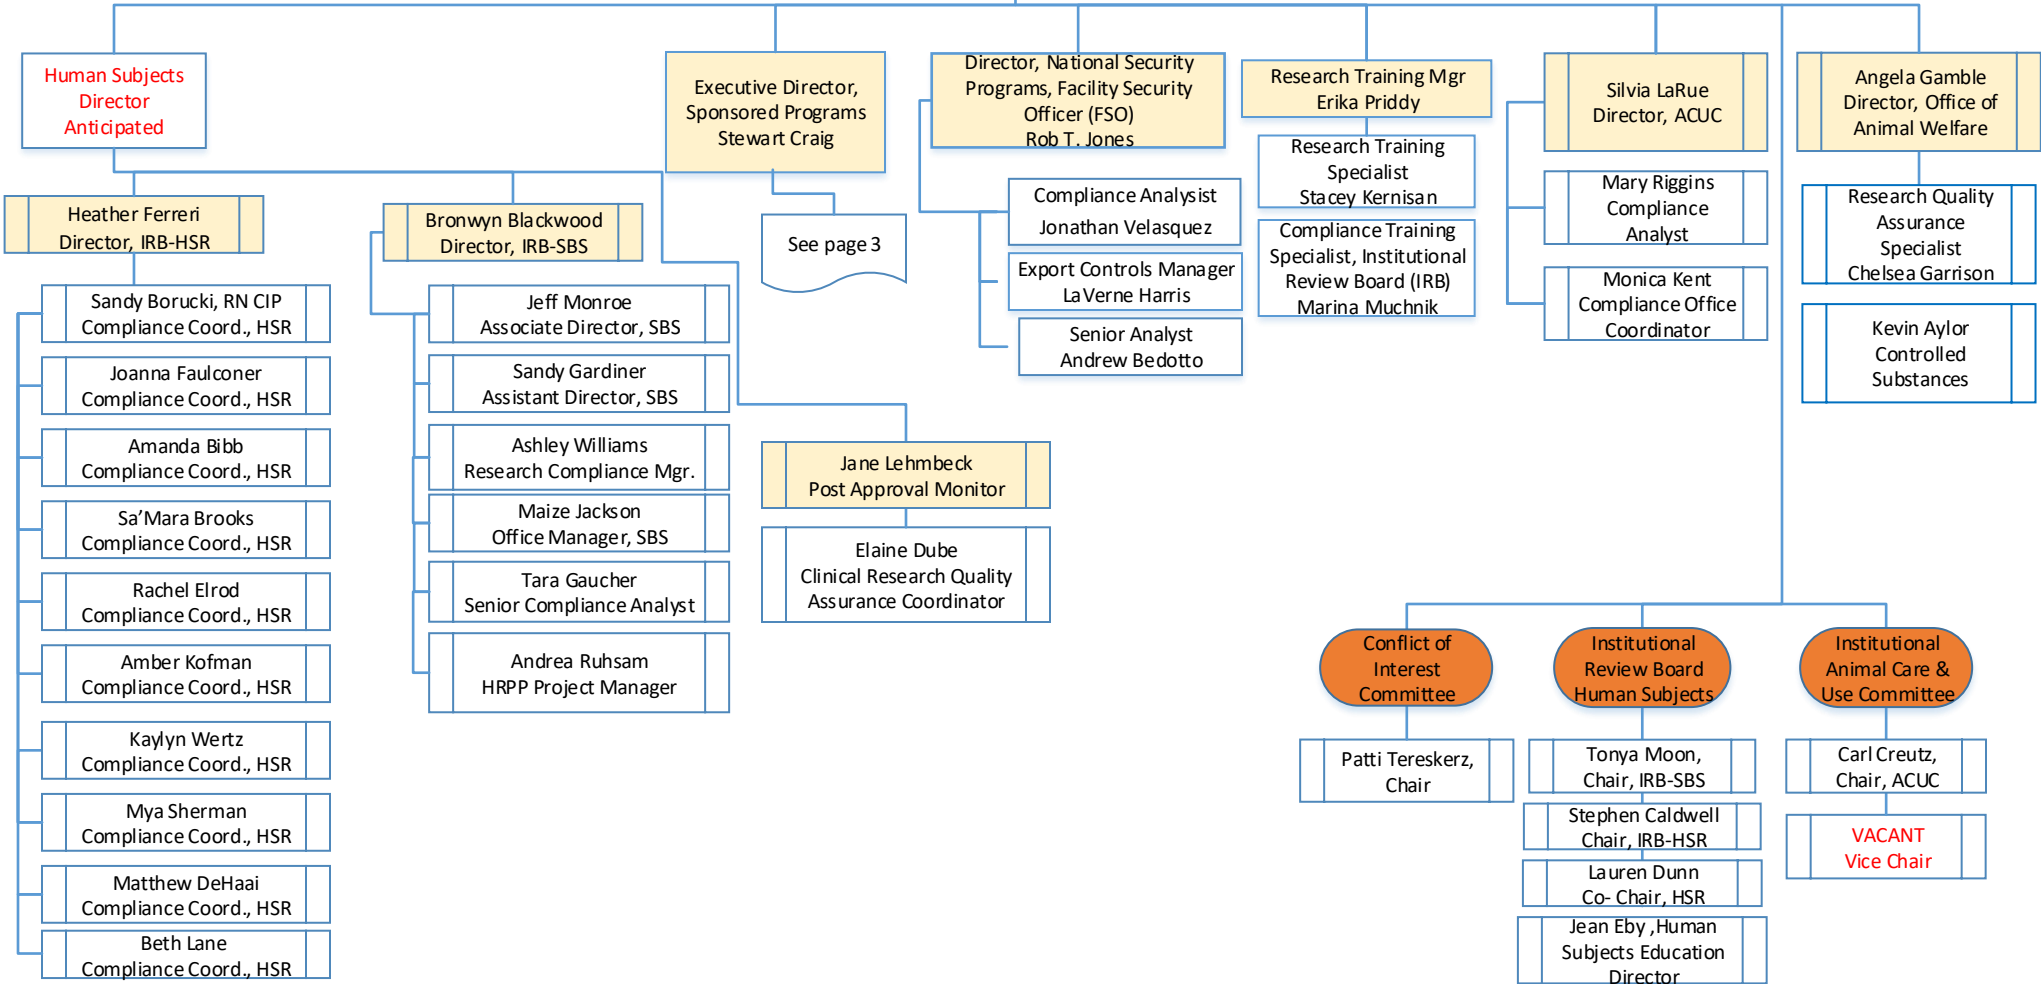 Human Subjects
Director
Anticipated
Executive Director,
Sponsored Programs
Stewart Craig
Director, National Security
Programs, Facility Security
Officer (FSO)
Rob T. Jones
Research Training Mgr
Erika Priddy
Silvia LaRue
Director, ACUC
Angela Gamble
Director, Office of
Animal Welfare
Heather Ferreri
Director, IRB-HSR
Sandy Borucki, RN CIP
Compliance Coord., HSR
Joanna Faulconer
Compliance Coord., HSR
Amanda Bibb
Compliance Coord., HSR
Sa’Mara Brooks
Compliance Coord., HSR
Rachel Elrod
Compliance Coord., HSR
Amber Kofman
Compliance Coord., HSR
Kaylyn Wertz
Compliance Coord., HSR
Mya Sherman
Compliance Coord., HSR
Matthew DeHaai
Compliance Coord., HSR
Beth Lane
Compliance Coord., HSR
Bronwyn Blackwood
Director, IRB-SBS
Jeff Monroe
Associate Director, SBS
Sandy Gardiner
Assistant Director, SBS
Ashley Williams
Research Compliance Mgr.
Maize Jackson
Office Manager, SBS
Tara Gaucher
Senior Compliance Analyst
Andrea Ruhsam
HRPP Project Manager
Jane Lehmbeck
Post Approval Monitor
Elaine Dube
Clinical Research Quality
Assurance Coordinator
See page 3
Compliance Analysist
Jonathan Velasquez
Export Controls Manager
LaVerne Harris
Senior Analyst
Andrew Bedotto
Research Training
Specialist
Stacey Kernisan
Compliance Training
Specialist, Institutional
Review Board (IRB)
Marina Muchnik
Mary Riggins
Compliance
Analyst
Monica Kent
Compliance Office
Coordinator
Research Quality
Assurance
Specialist
Chelsea Garrison
Kevin Aylor
Controlled
Substances
Conflict of
Interest
Committee
Patti Tereskerz,
Chair
Institutional
Review Board
Human Subjects
Tonya Moon,
Chair, IRB-SBS
Stephen Caldwell
Chair, IRB-HSR
Lauren Dunn
Co- Chair, HSR
Jean Eby ,Human
Subjects Education
Director
Institutional
Animal Care &
Use Committee
Carl Creutz,
Chair, ACUC
VACANT
Vice Chair